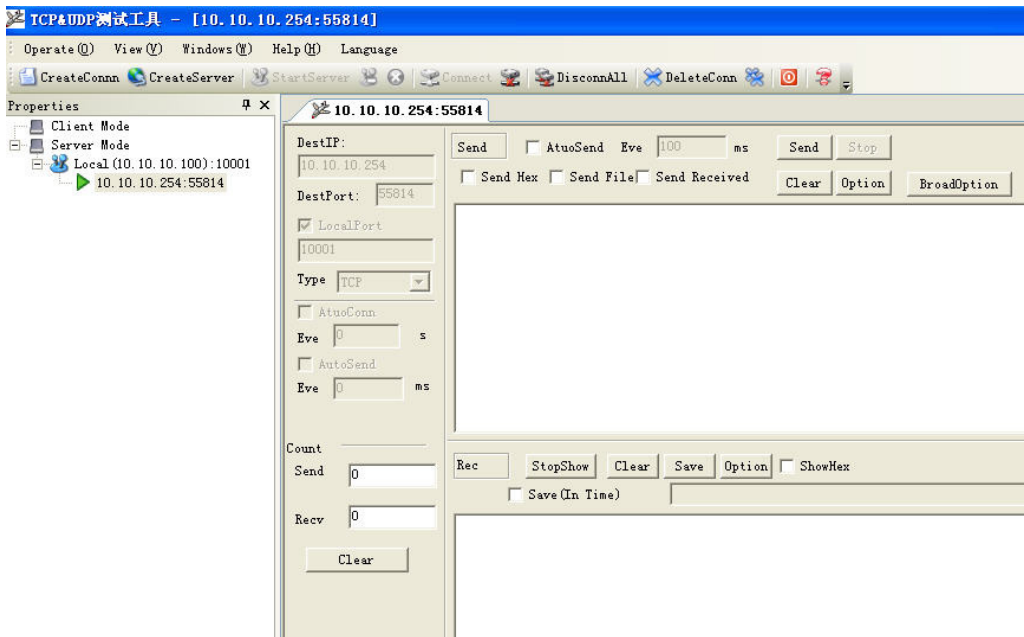 TCP&UDP测试工具 - [10.10.10.254:55814]
Operate(O) View(V) Windows(W) Help(H) Language
CreateConnn CreateServer StartServer Connect DisconnAll DeleteConn
Properties
10.10.10.254:55814
Client Mode
Server Mode
Local(10.10.10.100):10001
10.10.10.254:55814
DestIP:
10.10.10.254
DestPort: 55814
LocalPort
10001
Type TCP
AtuoConn
Eve 0 s
AutoSend
Eve 0 ms
Count
Send 0
Recv 0
Clear
Send AtuoSend Eve 100 ms Send Stop
Send Hex Send File Send Received Clear Option BroadOption
Rec StopShow Clear Save Option ShowHex
Save(In Time)